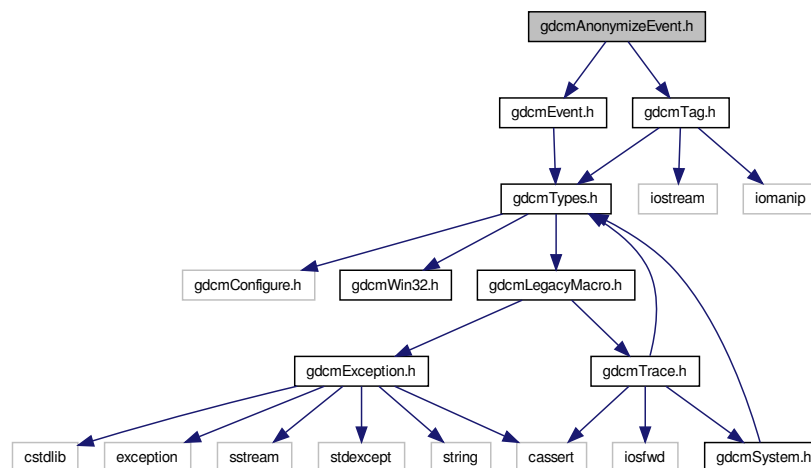 gdcmAnonymizeEvent.h
gdcmEvent.h
gdcmTag.h
gdcmTypes.h
iostream
iomanip
gdcmConfigure.h
gdcmWin32.h
gdcmLegacyMacro.h
gdcmException.h
gdcmTrace.h
cstdlib
exception
sstream
stdexcept
string
cassert
iosfwd
gdcmSystem.h